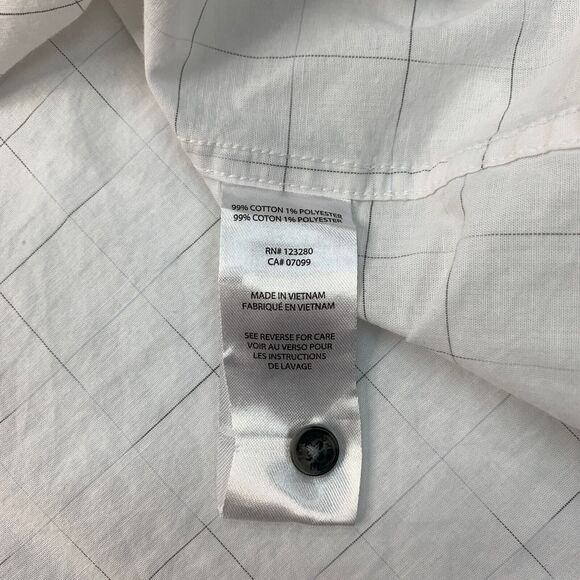 99% COTTON 1% POLYESTER
99% COTON 1% POLYESTER
RN# 123280
CA# 07099
MADE IN VIETNAM
FABRIQUÉ EN VIETNAM
SEE REVERSE FOR CARE
VOIR AU VERSO POUR
LES INSTRUCTIONS
DE LAVAGE